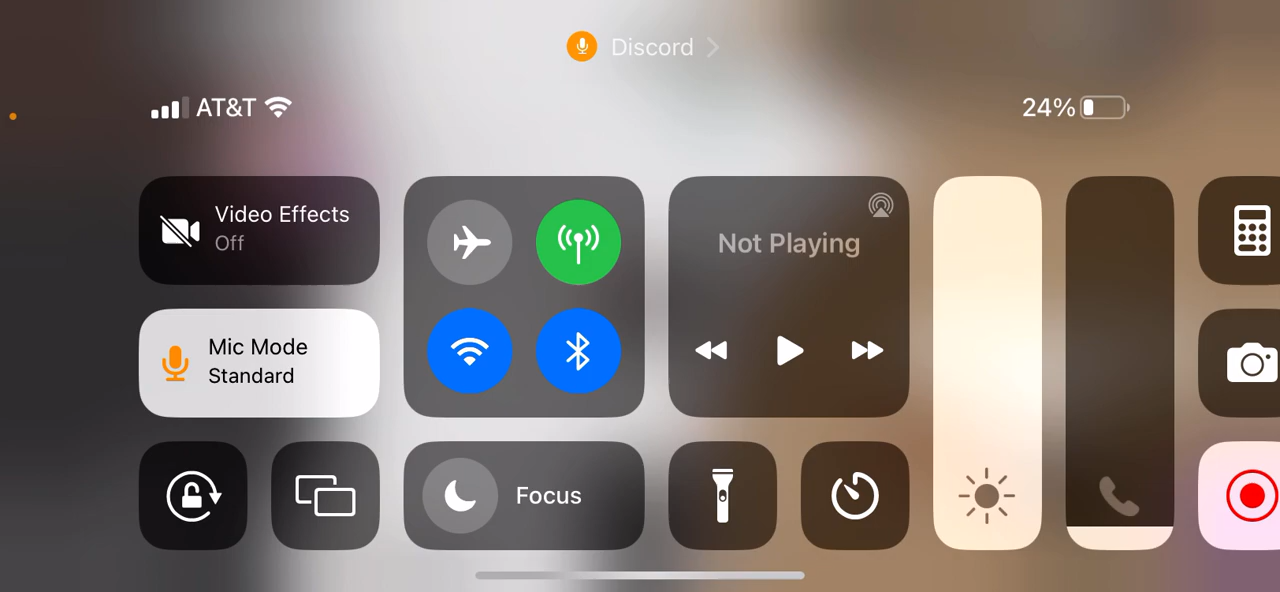 Discord
AT&T
24%
Video Effects
Off
Not Playing
Mic Mode
Standard
Focus